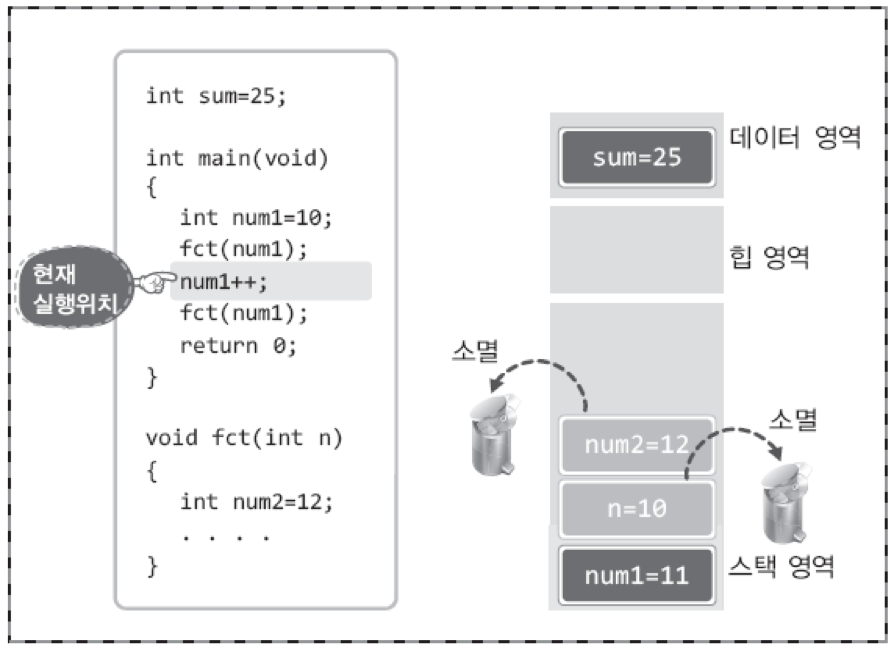 int sum=25;
int main(void)
{
int num1=10;
fct(num1);
num1++;
fct(num1);
return 0;
}
void fct(int n)
{
int num2=12;
. . . .
}
현재
실행위치
sum=25
데이터 영역
힙 영역
소멸
num2=12
소멸
n=10
num1=11
스택 영역